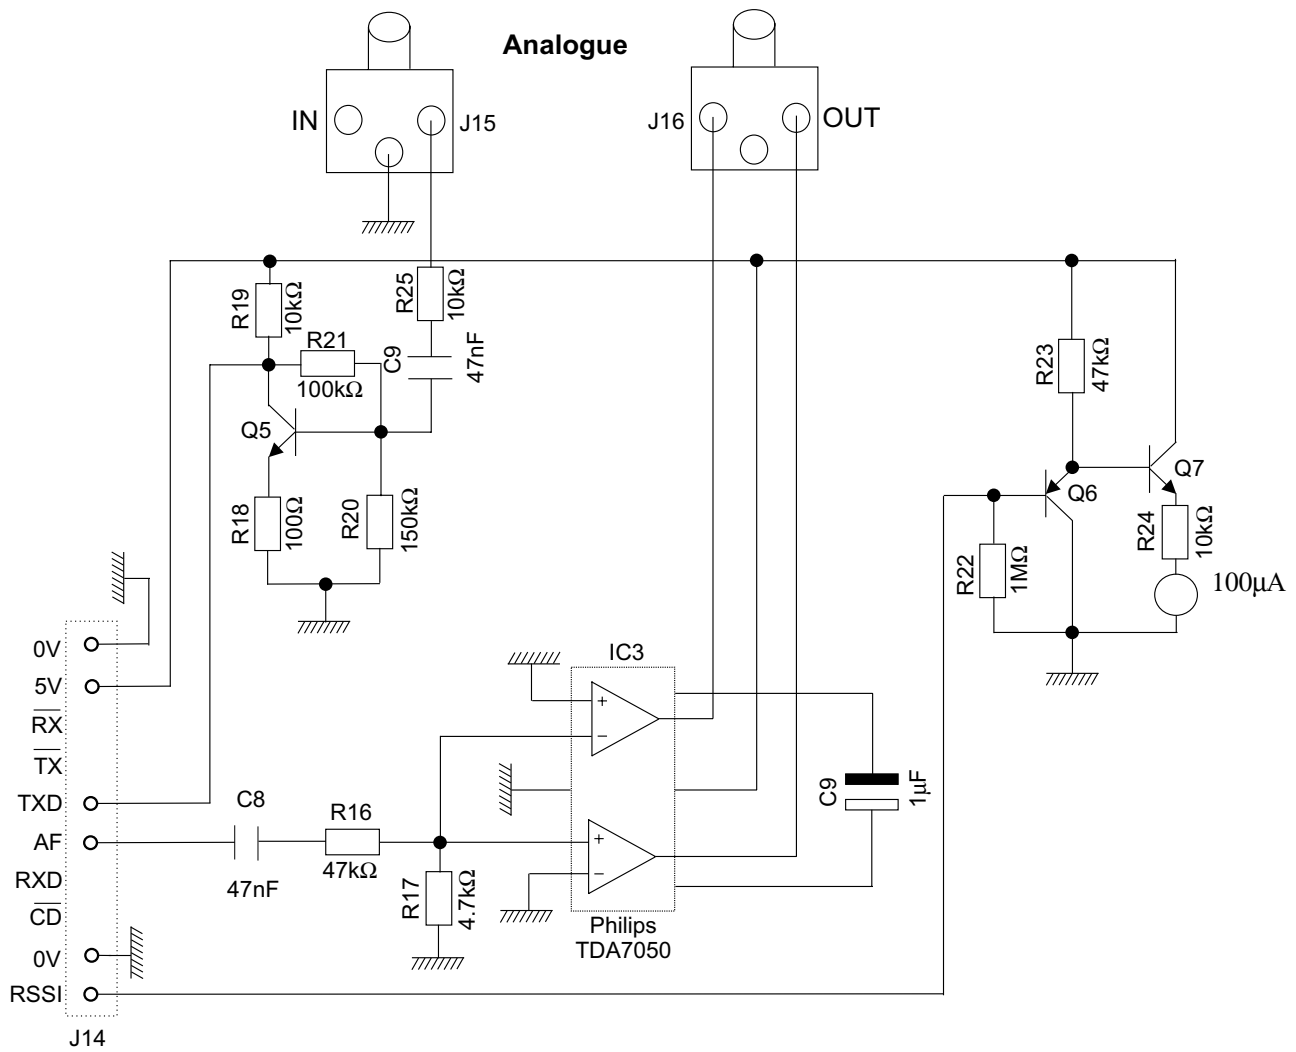 Analogue
IN
J15
J16
OUT
R19
10kΩ
R25
10kΩ
R21
100kΩ
C9
47nF
R23
47kΩ
Q5
Q6
Q7
R18
100Ω
R20
150kΩ
R22
1MΩ
R24
10kΩ
100µA
0V
5V
RX
TX
TXD
AF
RXD
CD
0V
RSSI
J14
C8
47nF
R16
47kΩ
R17
4.7kΩ
IC3
+
−
+
−
Philips
TDA7050
C9
1µF